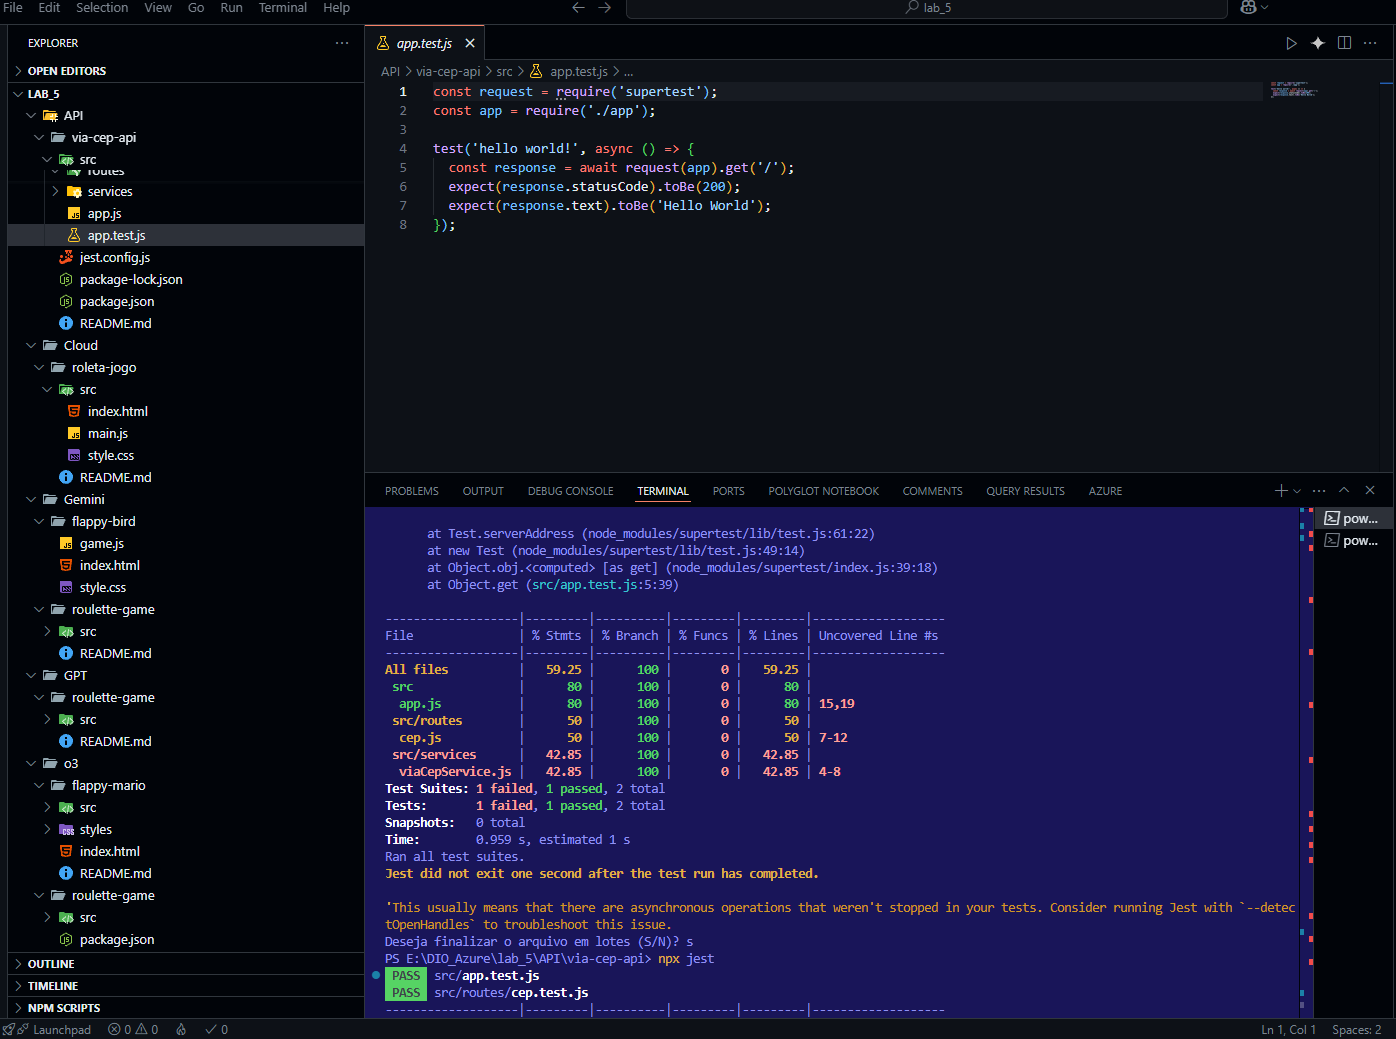 File Edit Selection View Go Run Terminal Help
lab_5
EXPLORER
OPEN EDITORS
LAB_5
API
via-cep-api
src
routes
services
app.js
app.test.js
jest.config.js
package-lock.json
package.json
README.md
Cloud
roleta-jogo
src
index.html
main.js
style.css
README.md
Gemini
flappy-bird
game.js
index.html
style.css
roulette-game
src
README.md
GPT
roulette-game
src
README.md
o3
flappy-mario
src
styles
index.html
README.md
roulette-game
src
package.json
OUTLINE
TIMELINE
NPM SCRIPTS
app.test.js
API > via-cep-api > src > app.test.js > ...
1 const request = require('supertest');
2 const app = require('./app');
3
4 test('hello world!', async () => {
5 const response = await request(app).get('/');
6 expect(response.statusCode).toBe(200);
7 expect(response.text).toBe('Hello World');
8 });
PROBLEMS OUTPUT DEBUG CONSOLE TERMINAL PORTS POLYGLOT NOTEBOOK COMMENTS QUERY RESULTS AZURE
at Test.serverAddress (node_modules/supertest/lib/test.js:61:22)
at new Test (node_modules/supertest/lib/test.js:49:14)
at Object.obj.<computed> [as get] (node_modules/supertest/index.js:39:18)
at Object.get (src/app.test.js:5:39)
-------------------|---------|----------|---------|---------|-------------------
File | % Stmts | % Branch | % Funcs | % Lines | Uncovered Line #s
-------------------|---------|----------|---------|---------|-------------------
All files | 59.25 | 100 | 0 | 59.25 |
src | 80 | 100 | 0 | 80 |
app.js | 80 | 100 | 0 | 80 | 15,19
src/routes | 50 | 100 | 0 | 50 |
cep.js | 50 | 100 | 0 | 50 | 7-12
src/services | 42.85 | 100 | 0 | 42.85 |
viaCepService.js | 42.85 | 100 | 0 | 42.85 | 4-8
Test Suites: 1 failed, 1 passed, 2 total
Tests: 1 failed, 1 passed, 2 total
Snapshots: 0 total
Time: 0.959 s, estimated 1 s
Ran all test suites.
Jest did not exit one second after the test run has completed.
'This usually means that there are asynchronous operations that weren't stopped in your tests. Consider running Jest with `--detec
tOpenHandles` to troubleshoot this issue.
Deseja finalizar o arquivo em lotes (S/N)? s
PS E:\DIO_Azure\lab_5\API\via-cep-api> npx jest
PASS src/app.test.js
PASS src/routes/cep.test.js
-------------------|---------|----------|---------|---------|-------------------
pow...
pow...
Launchpad 0 0 0
Ln 1, Col 1 Spaces: 2